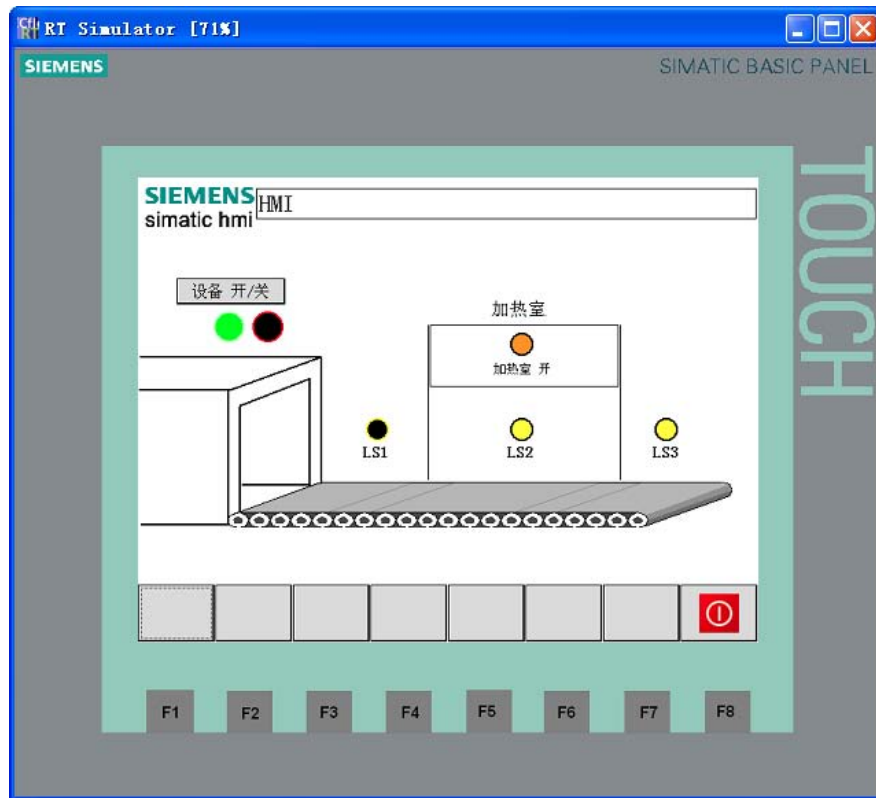 RT Simulator [71%]
SIEMENS
SIMATIC BASIC PANEL
TOUCH
SIEMENS
simatic hmi
HMI
设备 开/关
加热室
加热室 开
LS1
LS2
LS3
F1
F2
F3
F4
F5
F6
F7
F8